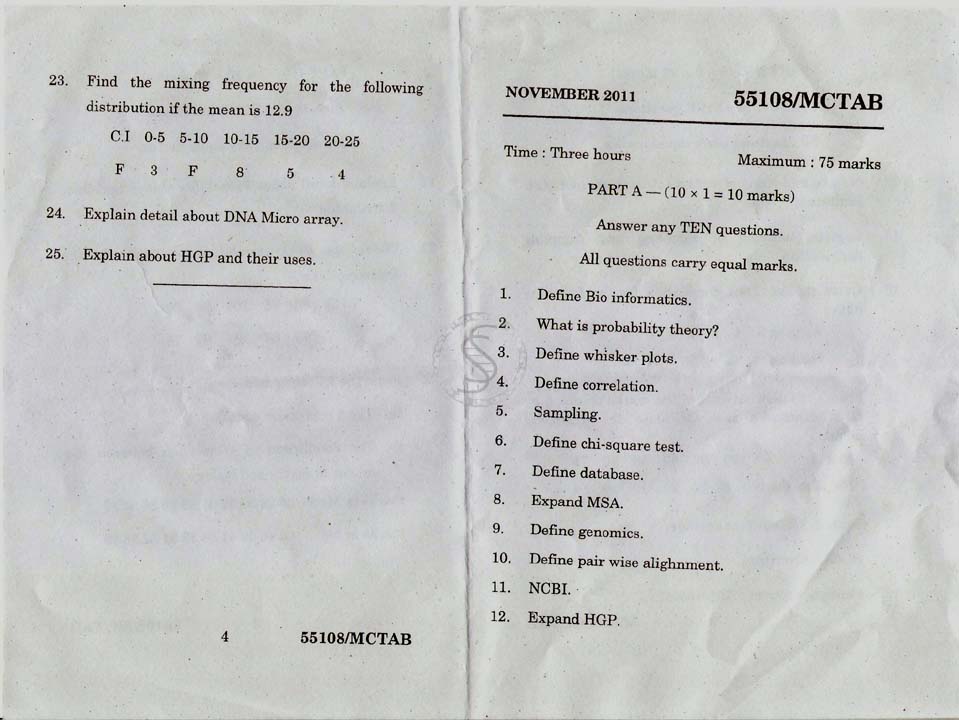 23. Find the mixing frequency for the following
distribution if the mean is 12.9
C.I 0-5 5-10 10-15 15-20 20-25
F 3 F 8 5 4
24. Explain detail about DNA Micro array.
25. Explain about HGP and their uses.
4 55108/MCTAB
NOVEMBER 2011 55108/MCTAB
Time : Three hours Maximum : 75 marks
PART A — (10 × 1 = 10 marks)
Answer any TEN questions.
All questions carry equal marks.
1. Define Bio informatics.
2. What is probability theory?
3. Define whisker plots.
4. Define correlation.
5. Sampling.
6. Define chi-square test.
7. Define database.
8. Expand MSA.
9. Define genomics.
10. Define pair wise alighnment.
11. NCBI.
12. Expand HGP.